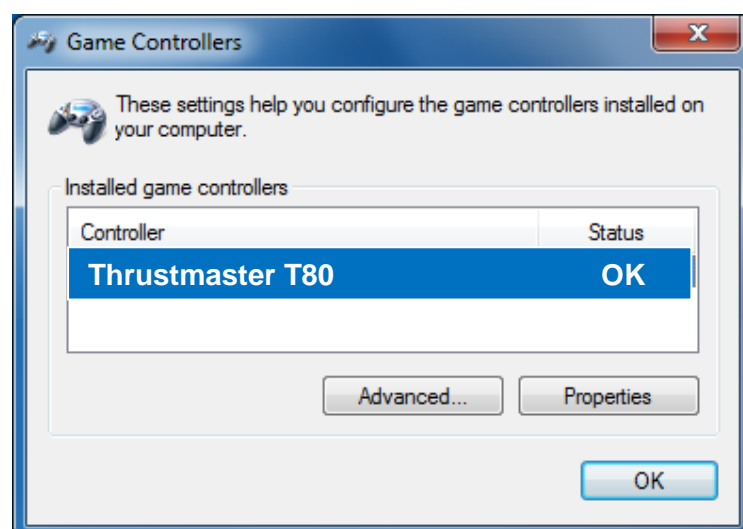 Game Controllers
These settings help you configure the game controllers installed on
your computer.
Installed game controllers
Controller Status
Thrustmaster T80 OK
Advanced... Properties
OK